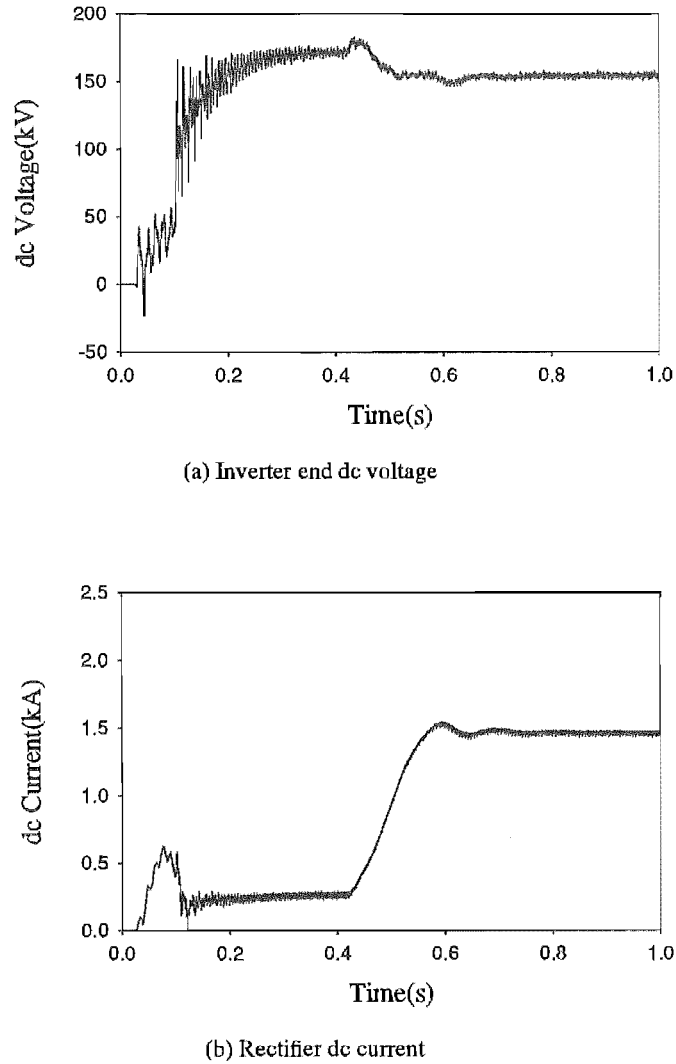 200
150
100
50
0
-50
dc Voltage(kV)
0.0 0.2 0.4 0.6 0.8 1.0
Time(s)
(a) Inverter end dc voltage
2.5
2.0
1.5
1.0
0.5
0.0
dc Current(kA)
0.0 0.2 0.4 0.6 0.8 1.0
Time(s)
(b) Rectifier dc current